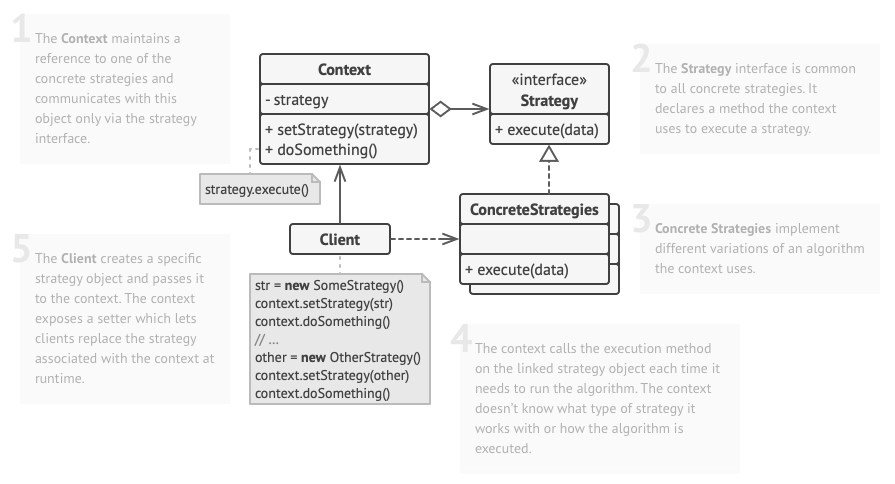 1
The Context maintains a
reference to one of the
concrete strategies and
communicates with this
object only via the strategy
interface.
Context
- strategy
+ setStrategy(strategy)
+ doSomething()
strategy.execute()
«interface»
Strategy
+ execute(data)
2
The Strategy interface is common
to all concrete strategies. It
declares a method the context
uses to execute a strategy.
ConcreteStrategies
+ execute(data)
3
Concrete Strategies implement
different variations of an algorithm
the context uses.
Client
str = new SomeStrategy()
context.setStrategy(str)
context.doSomething()
// ...
other = new OtherStrategy()
context.setStrategy(other)
context.doSomething()
4
The context calls the execution method
on the linked strategy object each time it
needs to run the algorithm. The context
doesn't know what type of strategy it
works with or how the algorithm is
executed.
5
The Client creates a specific
strategy object and passes it
to the context. The context
exposes a setter which lets
clients replace the strategy
associated with the context at
runtime.